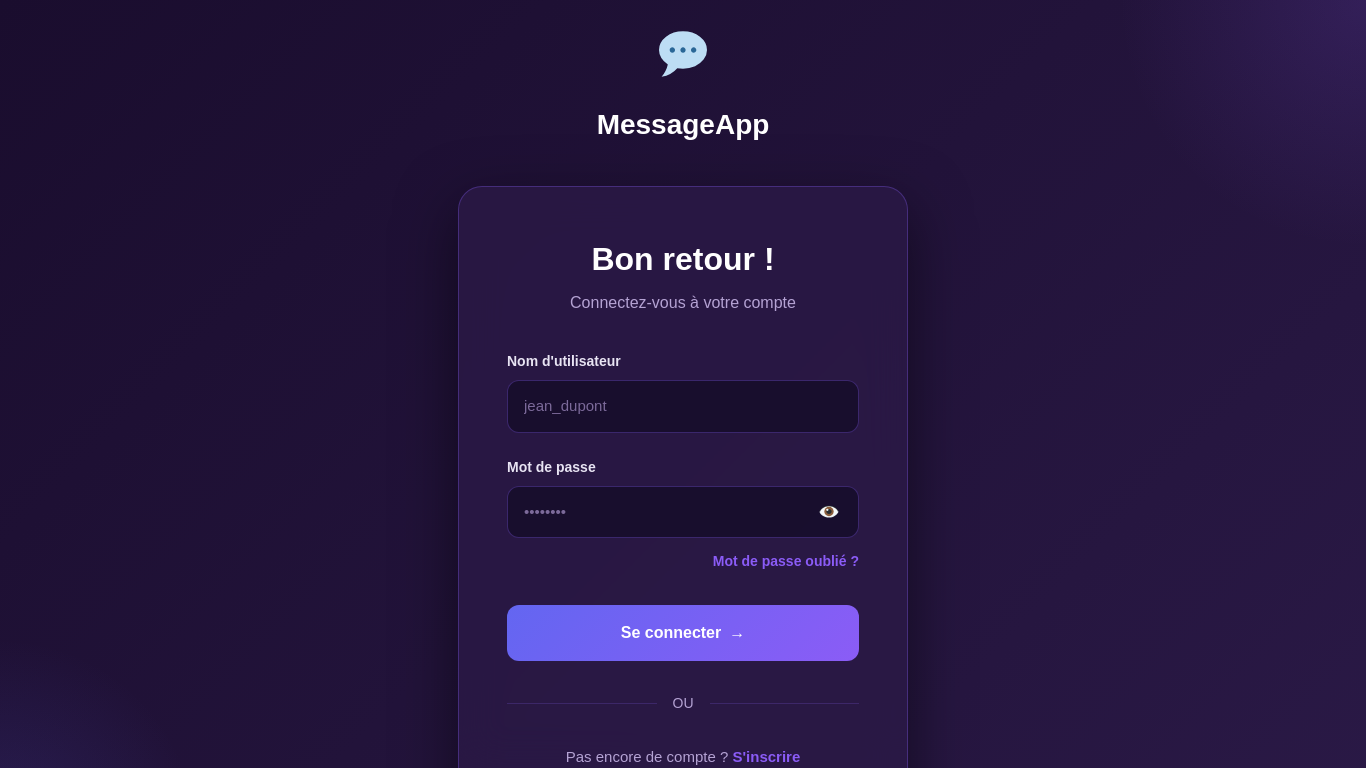 MessageApp
Bon retour !
Connectez-vous à votre compte
Nom d'utilisateur
jean_dupont
Mot de passe
••••••••
Mot de passe oublié ?
Se connecter →
OU
Pas encore de compte ? S'inscrire